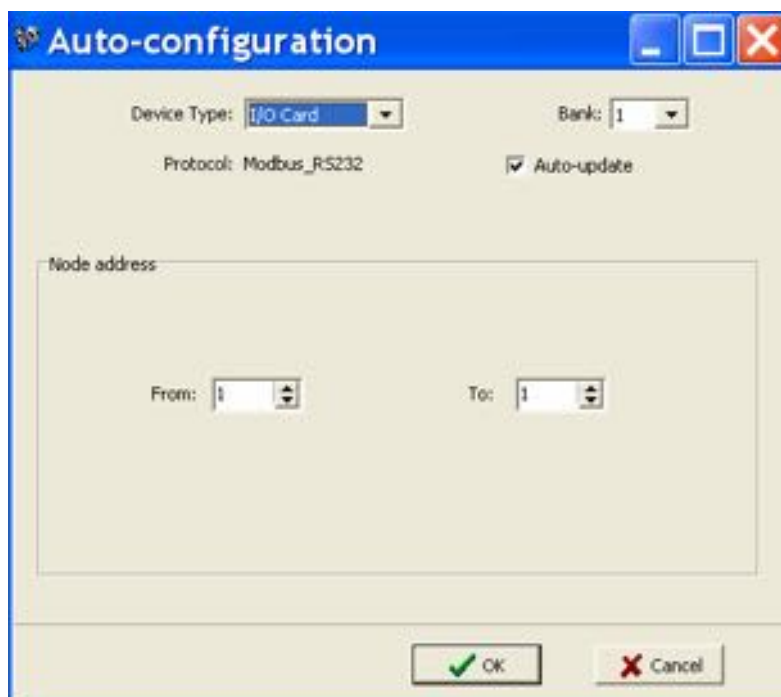 Auto-configuration
Device Type: I/O Card Bank: 1
Protocol: Modbus_RS232 Auto-update
Node address
From: 1 To: 1
OK Cancel